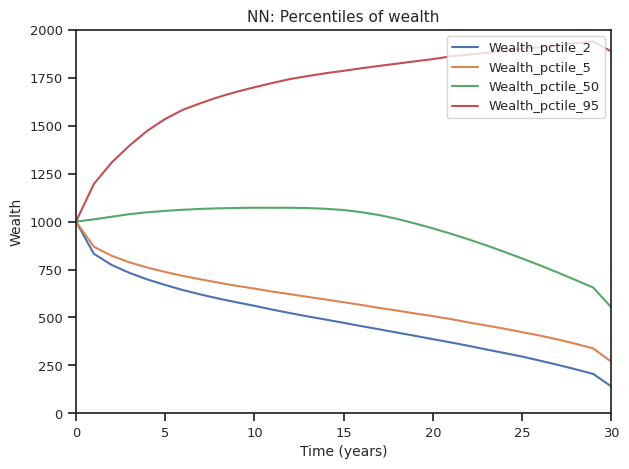 NN: Percentiles of wealth
2000
1750
1500
1250
1000
750
500
250
0
Wealth
Wealth_pctile_2
Wealth_pctile_5
Wealth_pctile_50
Wealth_pctile_95
0 5 10 15 20 25 30
Time (years)